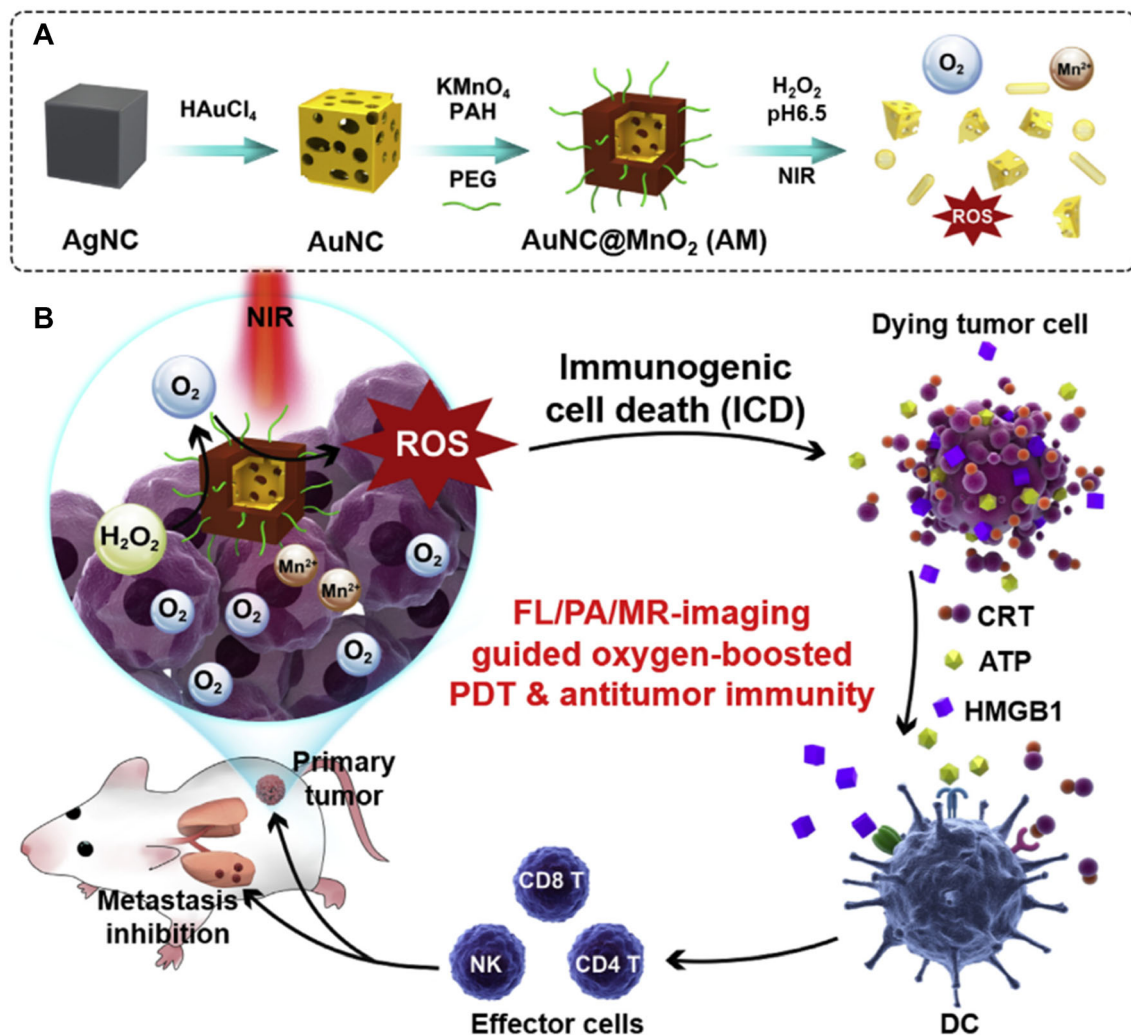 A
HAuCl₄
KMnO₄
PAH
PEG
H₂O₂
pH6.5
NIR
O₂
Mn²⁺
ROS
AgNC
AuNC
AuNC@MnO₂ (AM)
B
NIR
O₂
ROS
H₂O₂
Mn²⁺
Mn²⁺
O₂
O₂
O₂
O₂
O₂
Immunogenic
cell death (ICD)
Dying tumor cell
CRT
ATP
HMGB1
FL/PA/MR-imaging
guided oxygen-boosted
PDT & antitumor immunity
Primary
tumor
Metastasis
inhibition
CD8 T
NK
CD4 T
Effector cells
DC